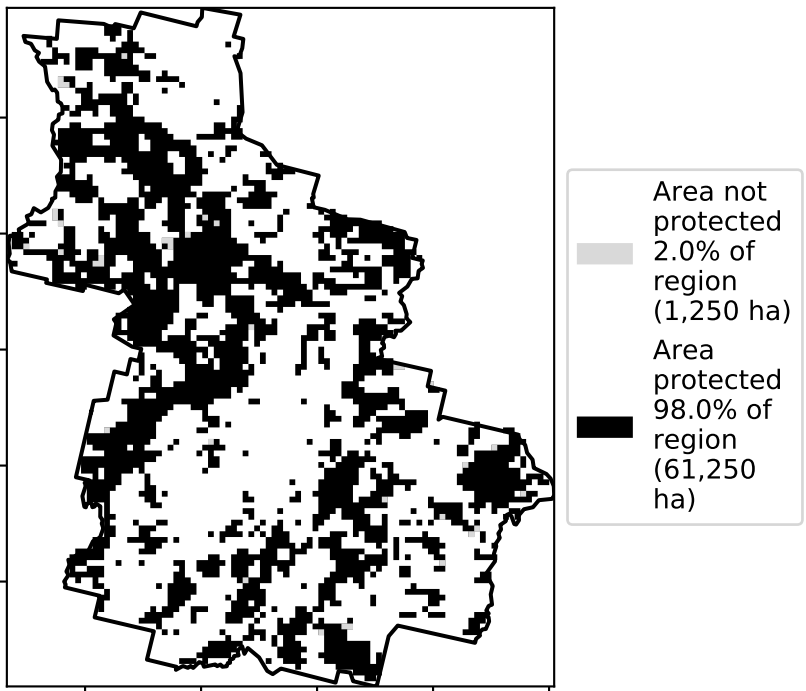 Area not
protected
2.0% of
region
(1,250 ha)
Area
protected
98.0% of
region
(61,250
ha)